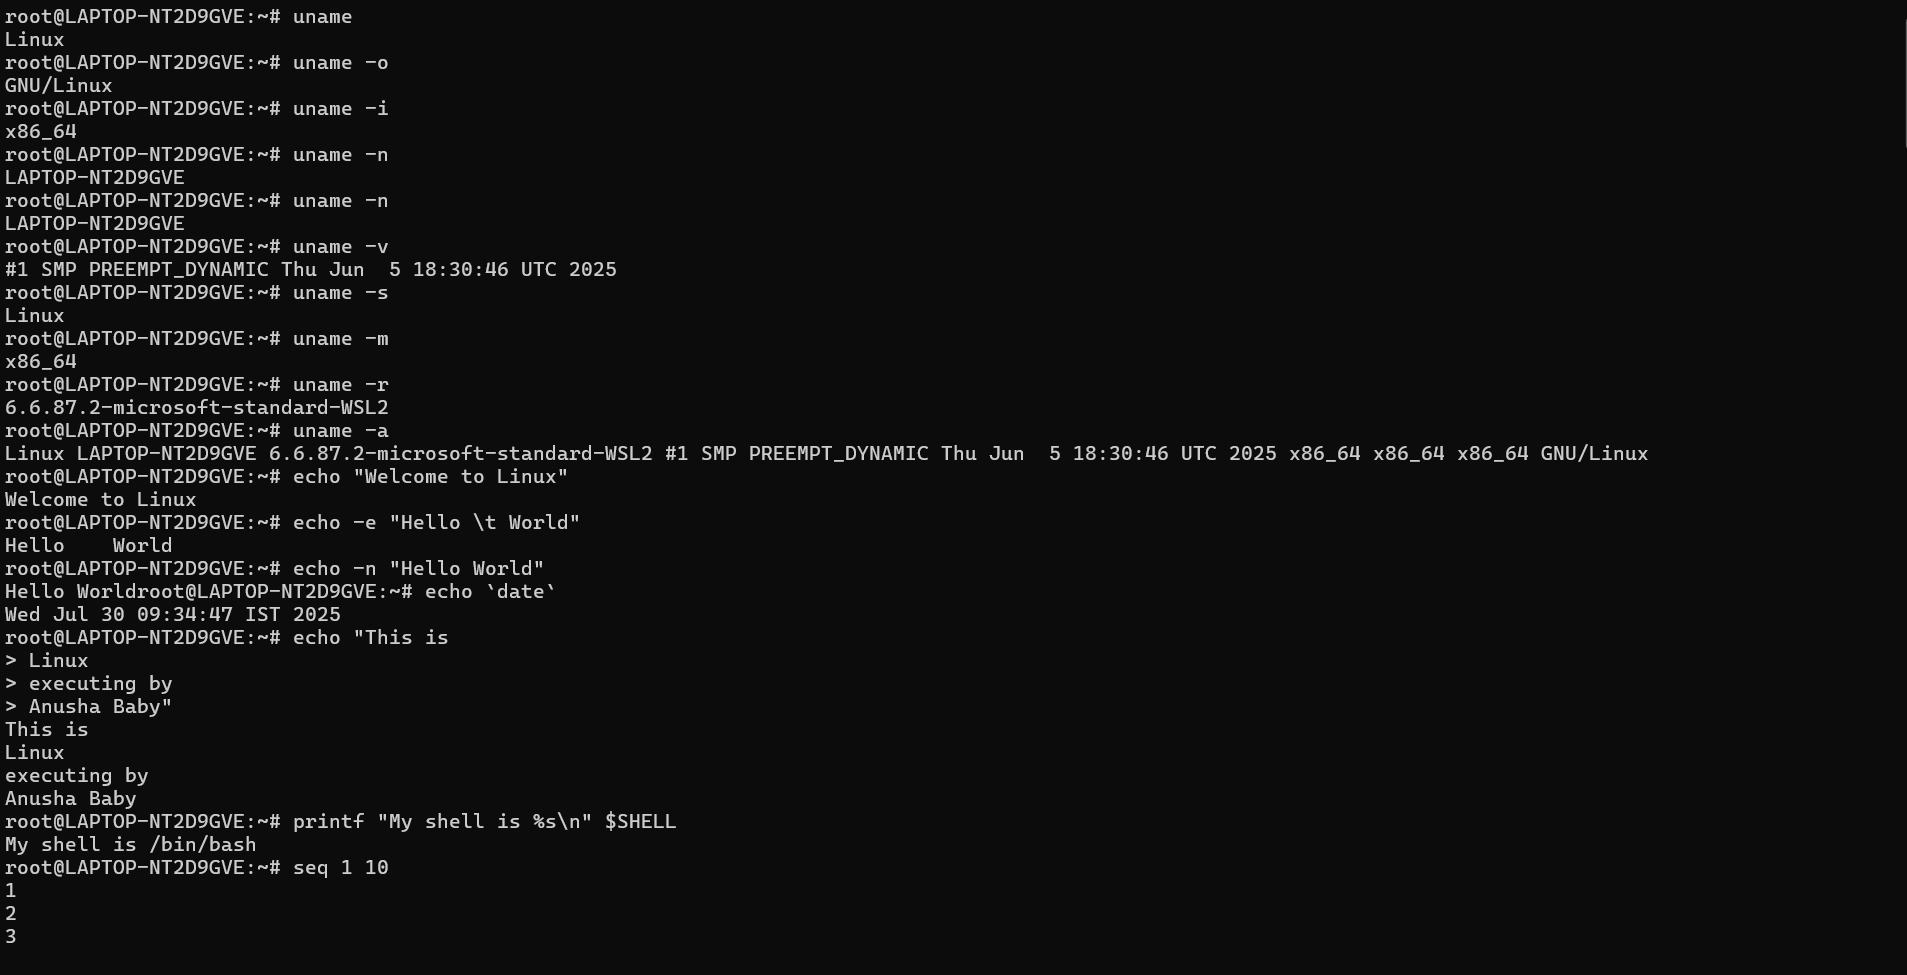 root@LAPTOP-NT2D9GVE:~# uname
Linux
root@LAPTOP-NT2D9GVE:~# uname -o
GNU/Linux
root@LAPTOP-NT2D9GVE:~# uname -i
x86_64
root@LAPTOP-NT2D9GVE:~# uname -n
LAPTOP-NT2D9GVE
root@LAPTOP-NT2D9GVE:~# uname -n
LAPTOP-NT2D9GVE
root@LAPTOP-NT2D9GVE:~# uname -v
#1 SMP PREEMPT_DYNAMIC Thu Jun  5 18:30:46 UTC 2025
root@LAPTOP-NT2D9GVE:~# uname -s
Linux
root@LAPTOP-NT2D9GVE:~# uname -m
x86_64
root@LAPTOP-NT2D9GVE:~# uname -r
6.6.87.2-microsoft-standard-WSL2
root@LAPTOP-NT2D9GVE:~# uname -a
Linux LAPTOP-NT2D9GVE 6.6.87.2-microsoft-standard-WSL2 #1 SMP PREEMPT_DYNAMIC Thu Jun  5 18:30:46 UTC 2025 x86_64 x86_64 x86_64 GNU/Linux
root@LAPTOP-NT2D9GVE:~# echo "Welcome to Linux"
Welcome to Linux
root@LAPTOP-NT2D9GVE:~# echo -e "Hello \t World"
Hello    World
root@LAPTOP-NT2D9GVE:~# echo -n "Hello World"
Hello Worldroot@LAPTOP-NT2D9GVE:~# echo `date`
Wed Jul 30 09:34:47 IST 2025
root@LAPTOP-NT2D9GVE:~# echo "This is
> Linux
> executing by
> Anusha Baby"
This is
Linux
executing by
Anusha Baby
root@LAPTOP-NT2D9GVE:~# printf "My shell is %s\n" $SHELL
My shell is /bin/bash
root@LAPTOP-NT2D9GVE:~# seq 1 10
1
2
3